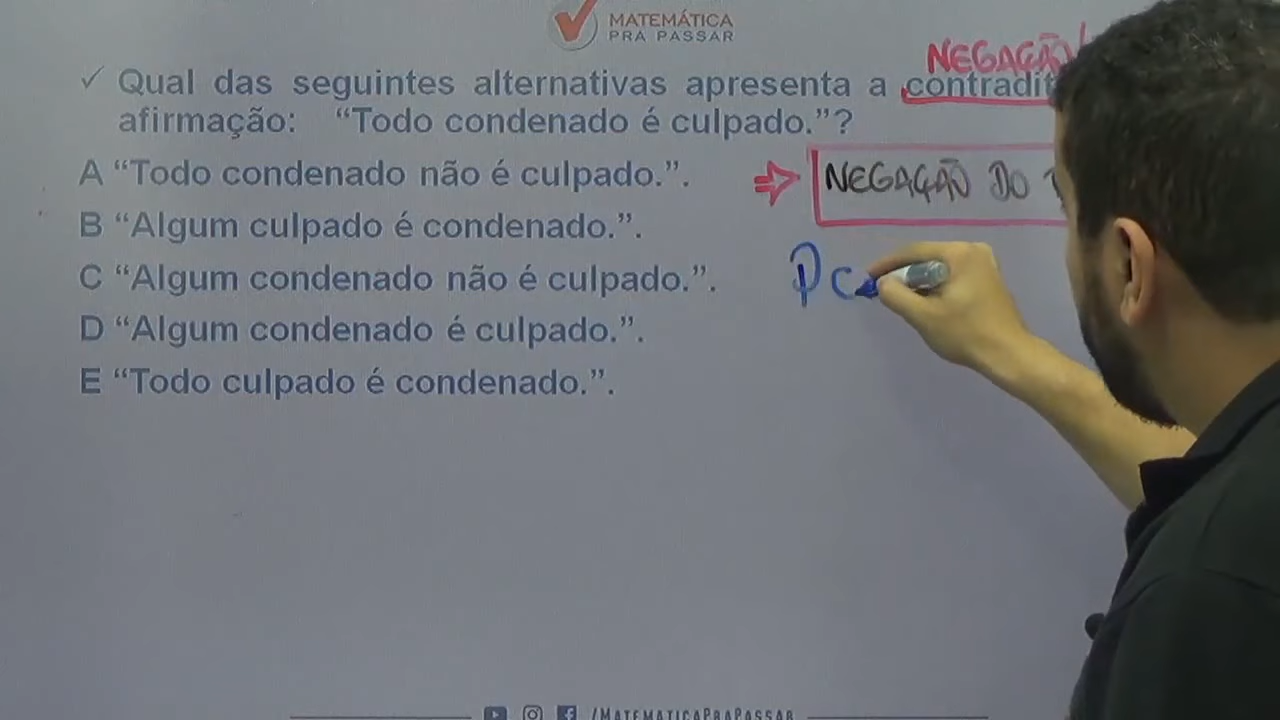 MATEMÁTICA
PRA PASSAR
NEGAÇÃO
✓ Qual das seguintes alternativas apresenta a contradit
afirmação: “Todo condenado é culpado.”?
A “Todo condenado não é culpado.”.
NEGAÇÃO DO
B “Algum culpado é condenado.”.
C “Algum condenado não é culpado.”.
D “Algum condenado é culpado.”.
E “Todo culpado é condenado.”.
/MATEMATICAPRAPASSAR